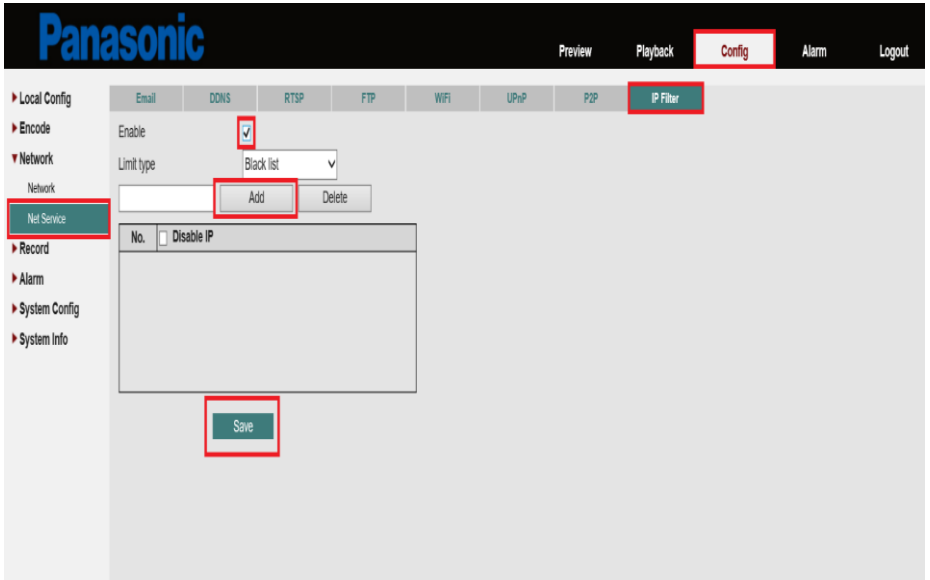 Panasonic
Preview Playback Config Alarm Logout
Local Config
Encode
Network
Network
Net Service
Record
Alarm
System Config
System Info
Email DDNS RTSP FTP WiFi UPnP P2P IP Filter
Enable
Limit type Black list
Add Delete
No. Disable IP
Save